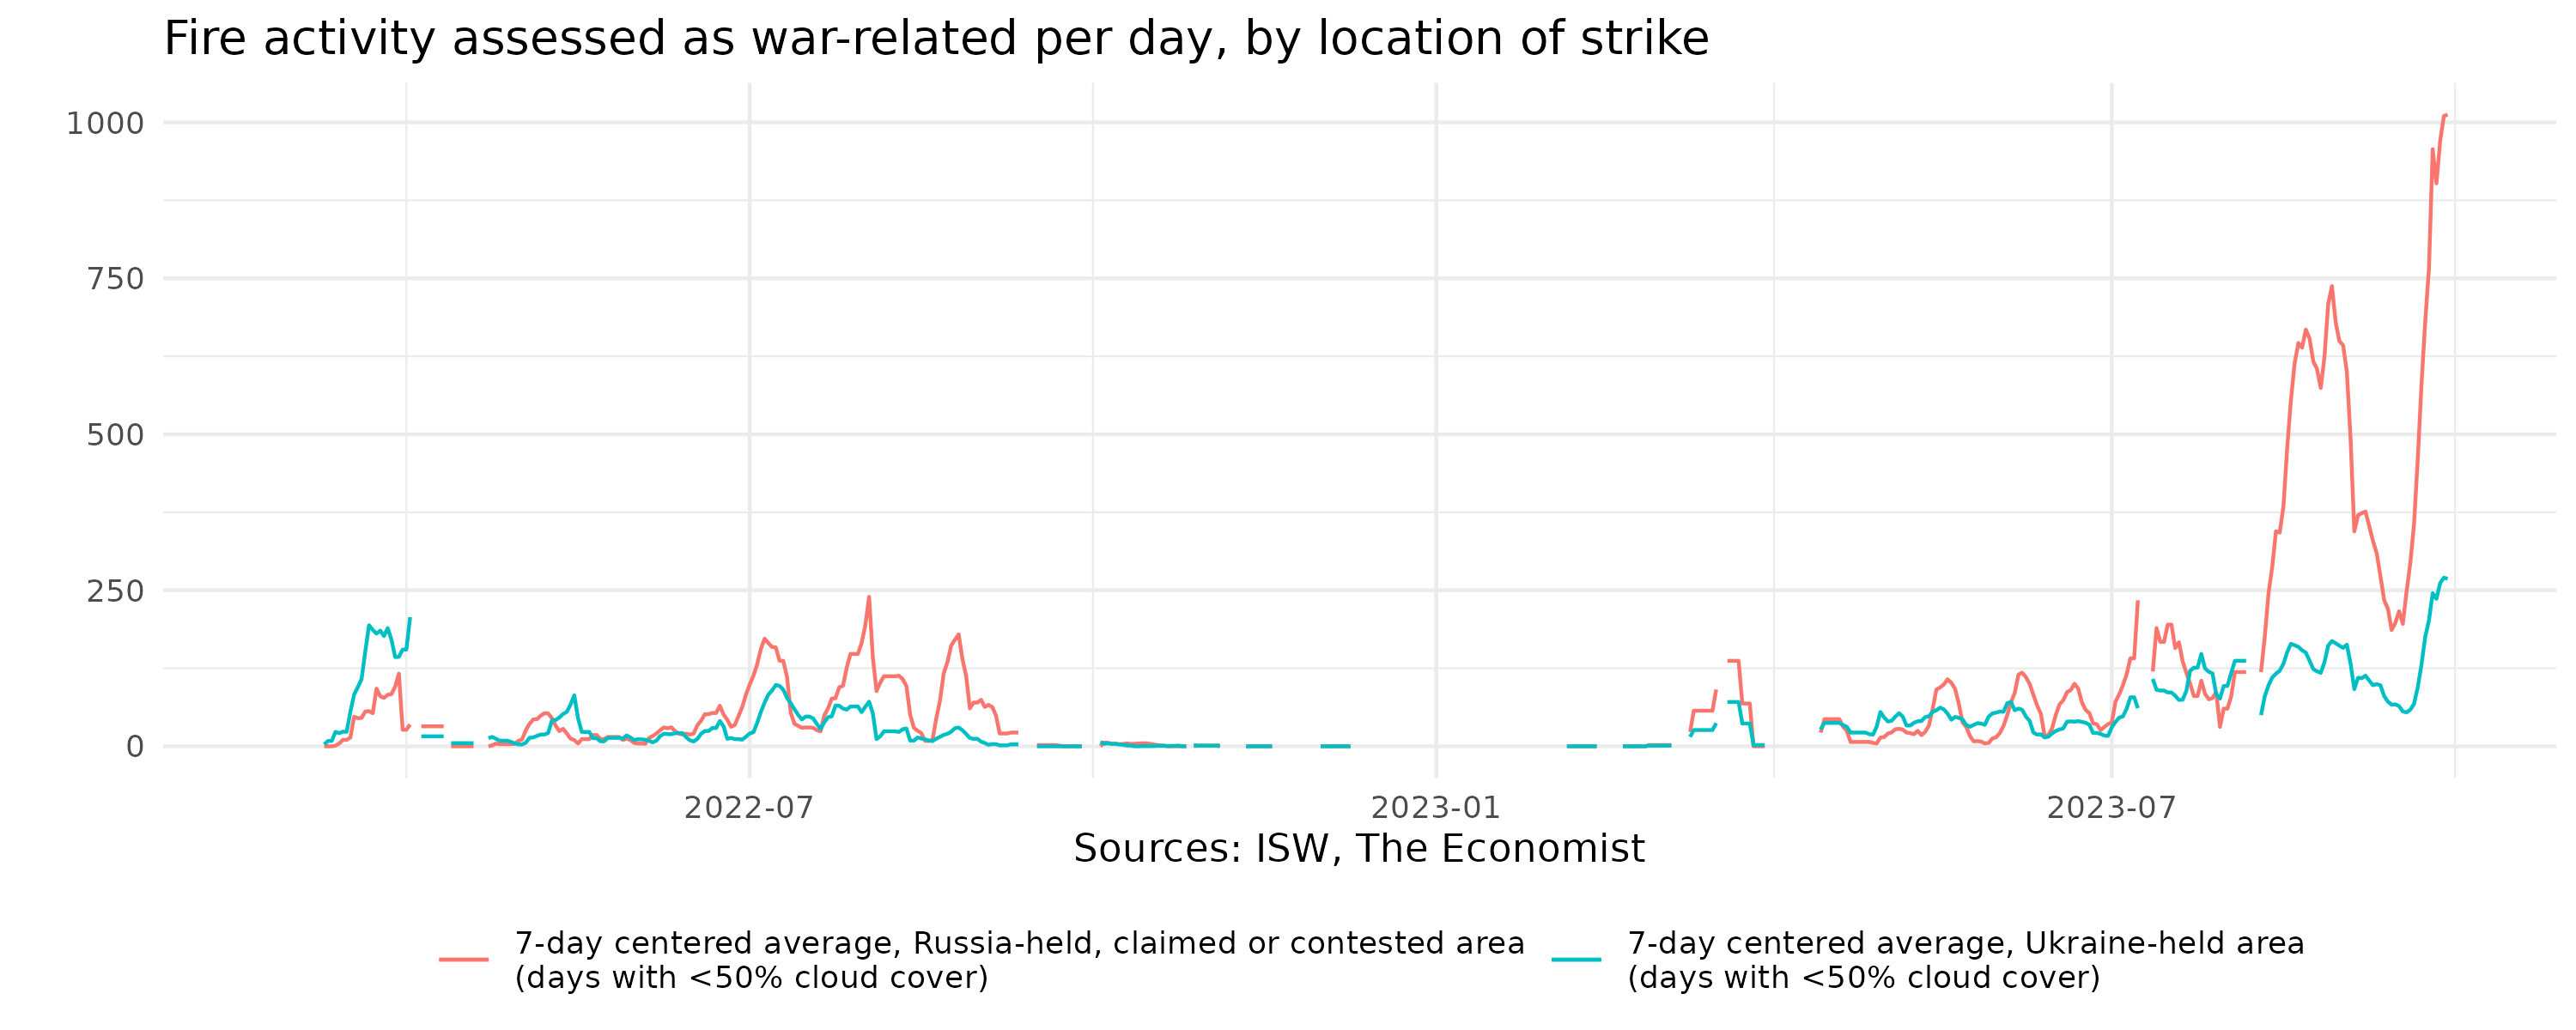 Fire activity assessed as war-related per day, by location of strike
1000
750
500
250
0
2022-07
2023-01
2023-07
Sources: ISW, The Economist
7-day centered average, Russia-held, claimed or contested area
(days with <50% cloud cover)
7-day centered average, Ukraine-held area
(days with <50% cloud cover)